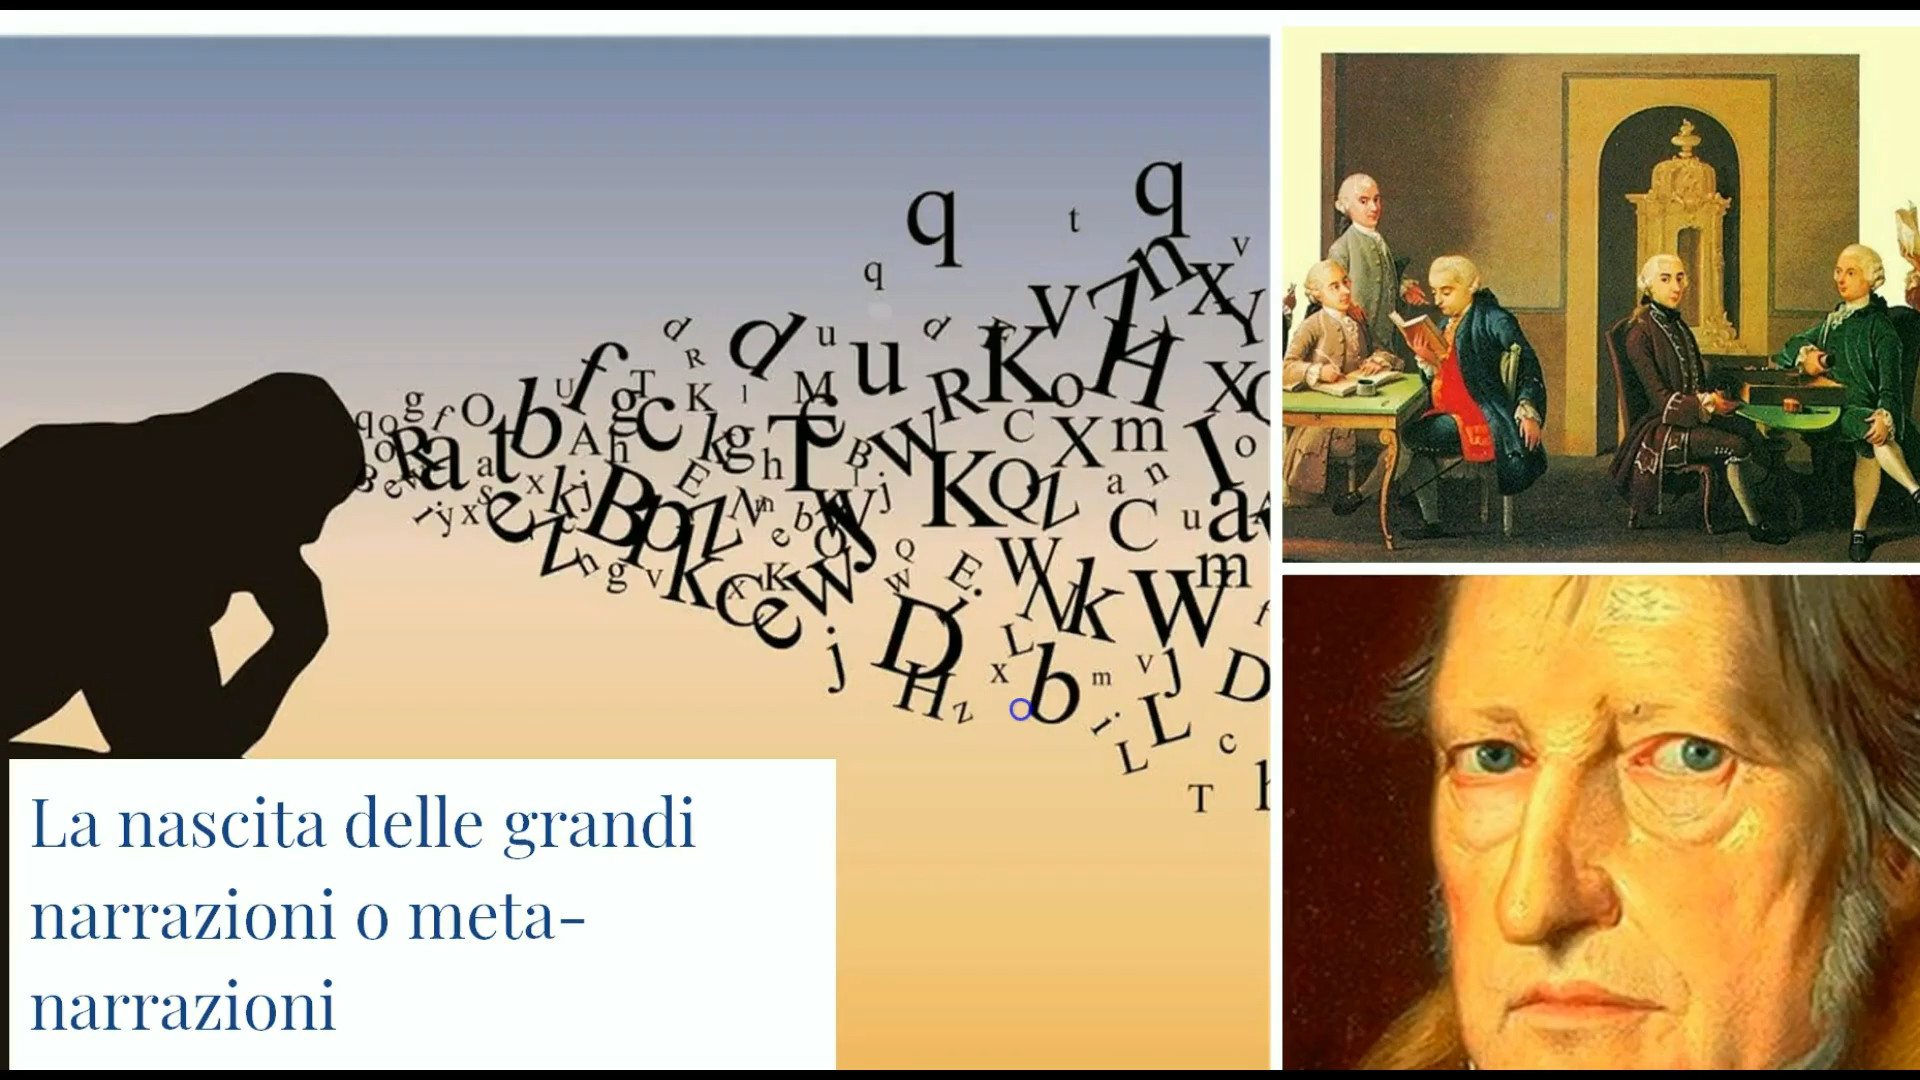 La nascita delle grandi
narrazioni o meta-
narrazioni